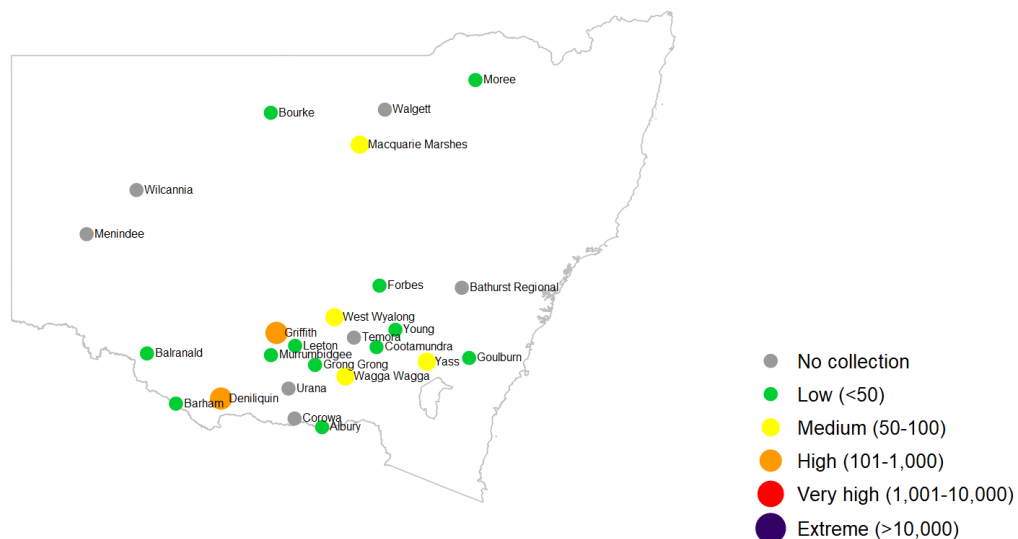 Moree
Walgett
Bourke
Macquarie Marshes
Wilcannia
Menindee
Forbes
Bathurst Regional
West Wyalong
Young
Griffith
Temora
Leeton
Cootamundra
Balranald
Murrumbidgee
Goulburn
Yass
Grong Grong
Wagga Wagga
Urana
Deniliquin
Barham
Corowa
Albury
No collection
Low (<50)
Medium (50-100)
High (101-1,000)
Very high (1,001-10,000)
Extreme (>10,000)